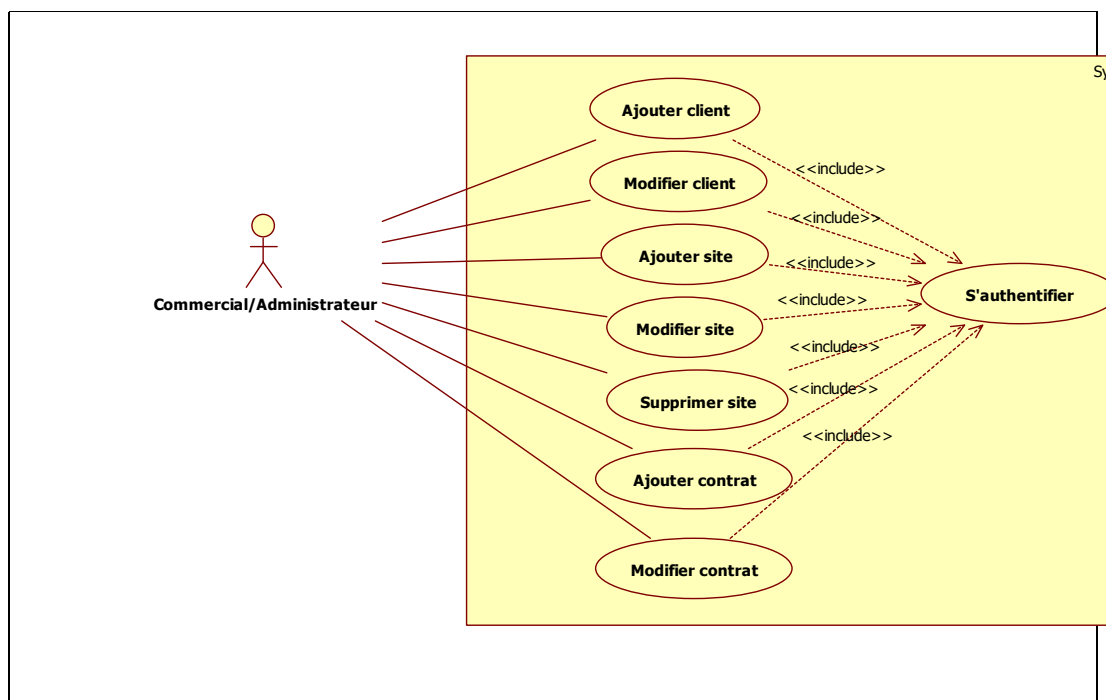 Sy
Ajouter client
<<include>>
Modifier client
<<include>>
Ajouter site
<<include>>
S'authentifier
Commercial/Administrateur
<<include>>
Modifier site
<<include>>
Supprimer site
<<include>>
<<include>>
Ajouter contrat
Modifier contrat